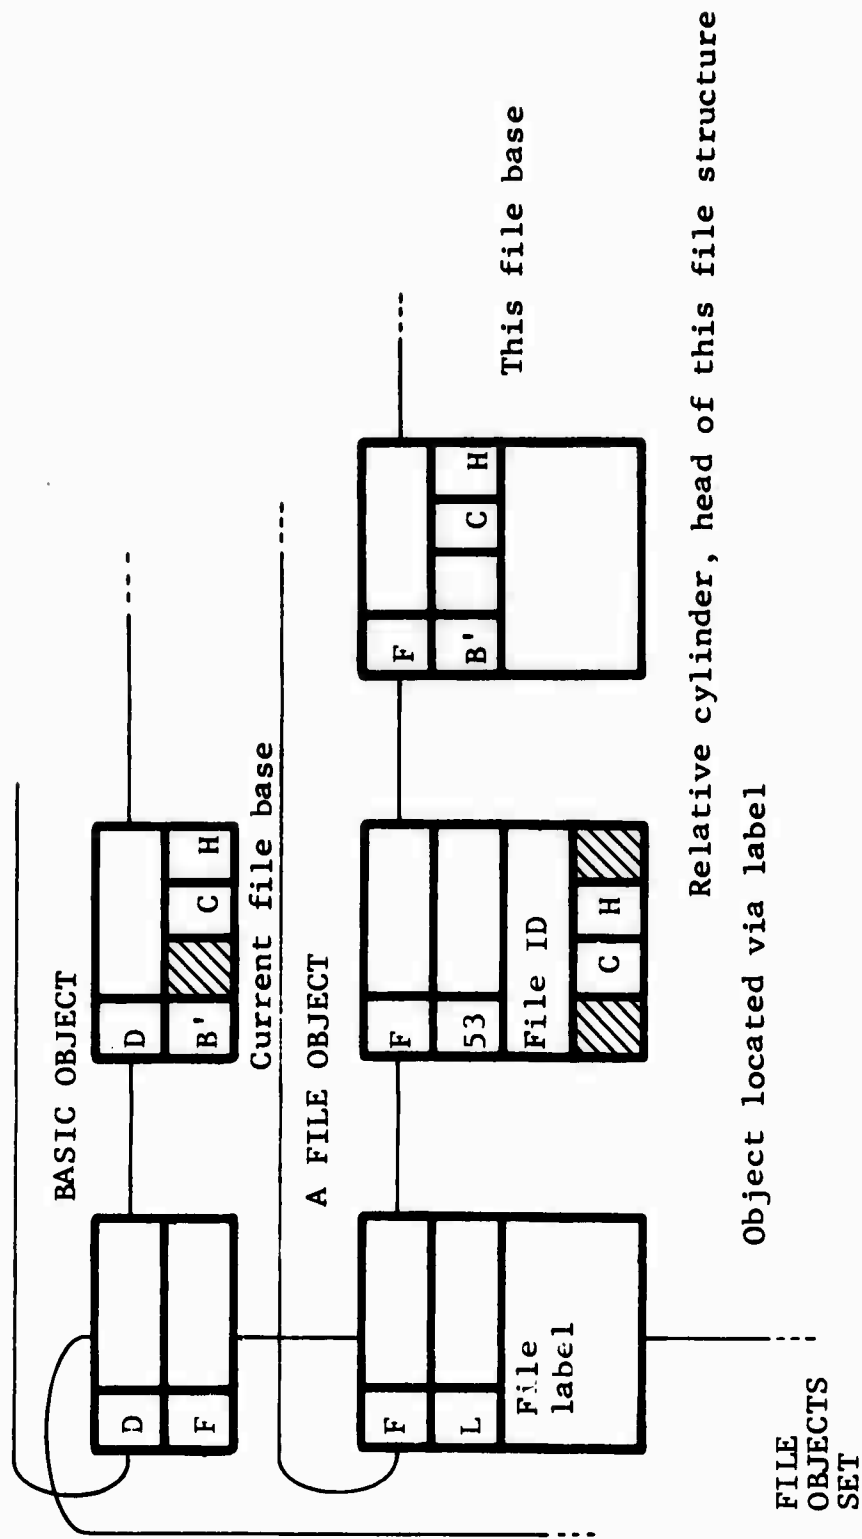 BASIC OBJECT
D
F
D
B'
C
H
Current file base
A FILE OBJECT
F
L
File
label
F
53
File ID
C
H
F
B'
C
H
This file base
Relative cylinder, head of this file structure
Object located via label
FILE
OBJECTS
SET